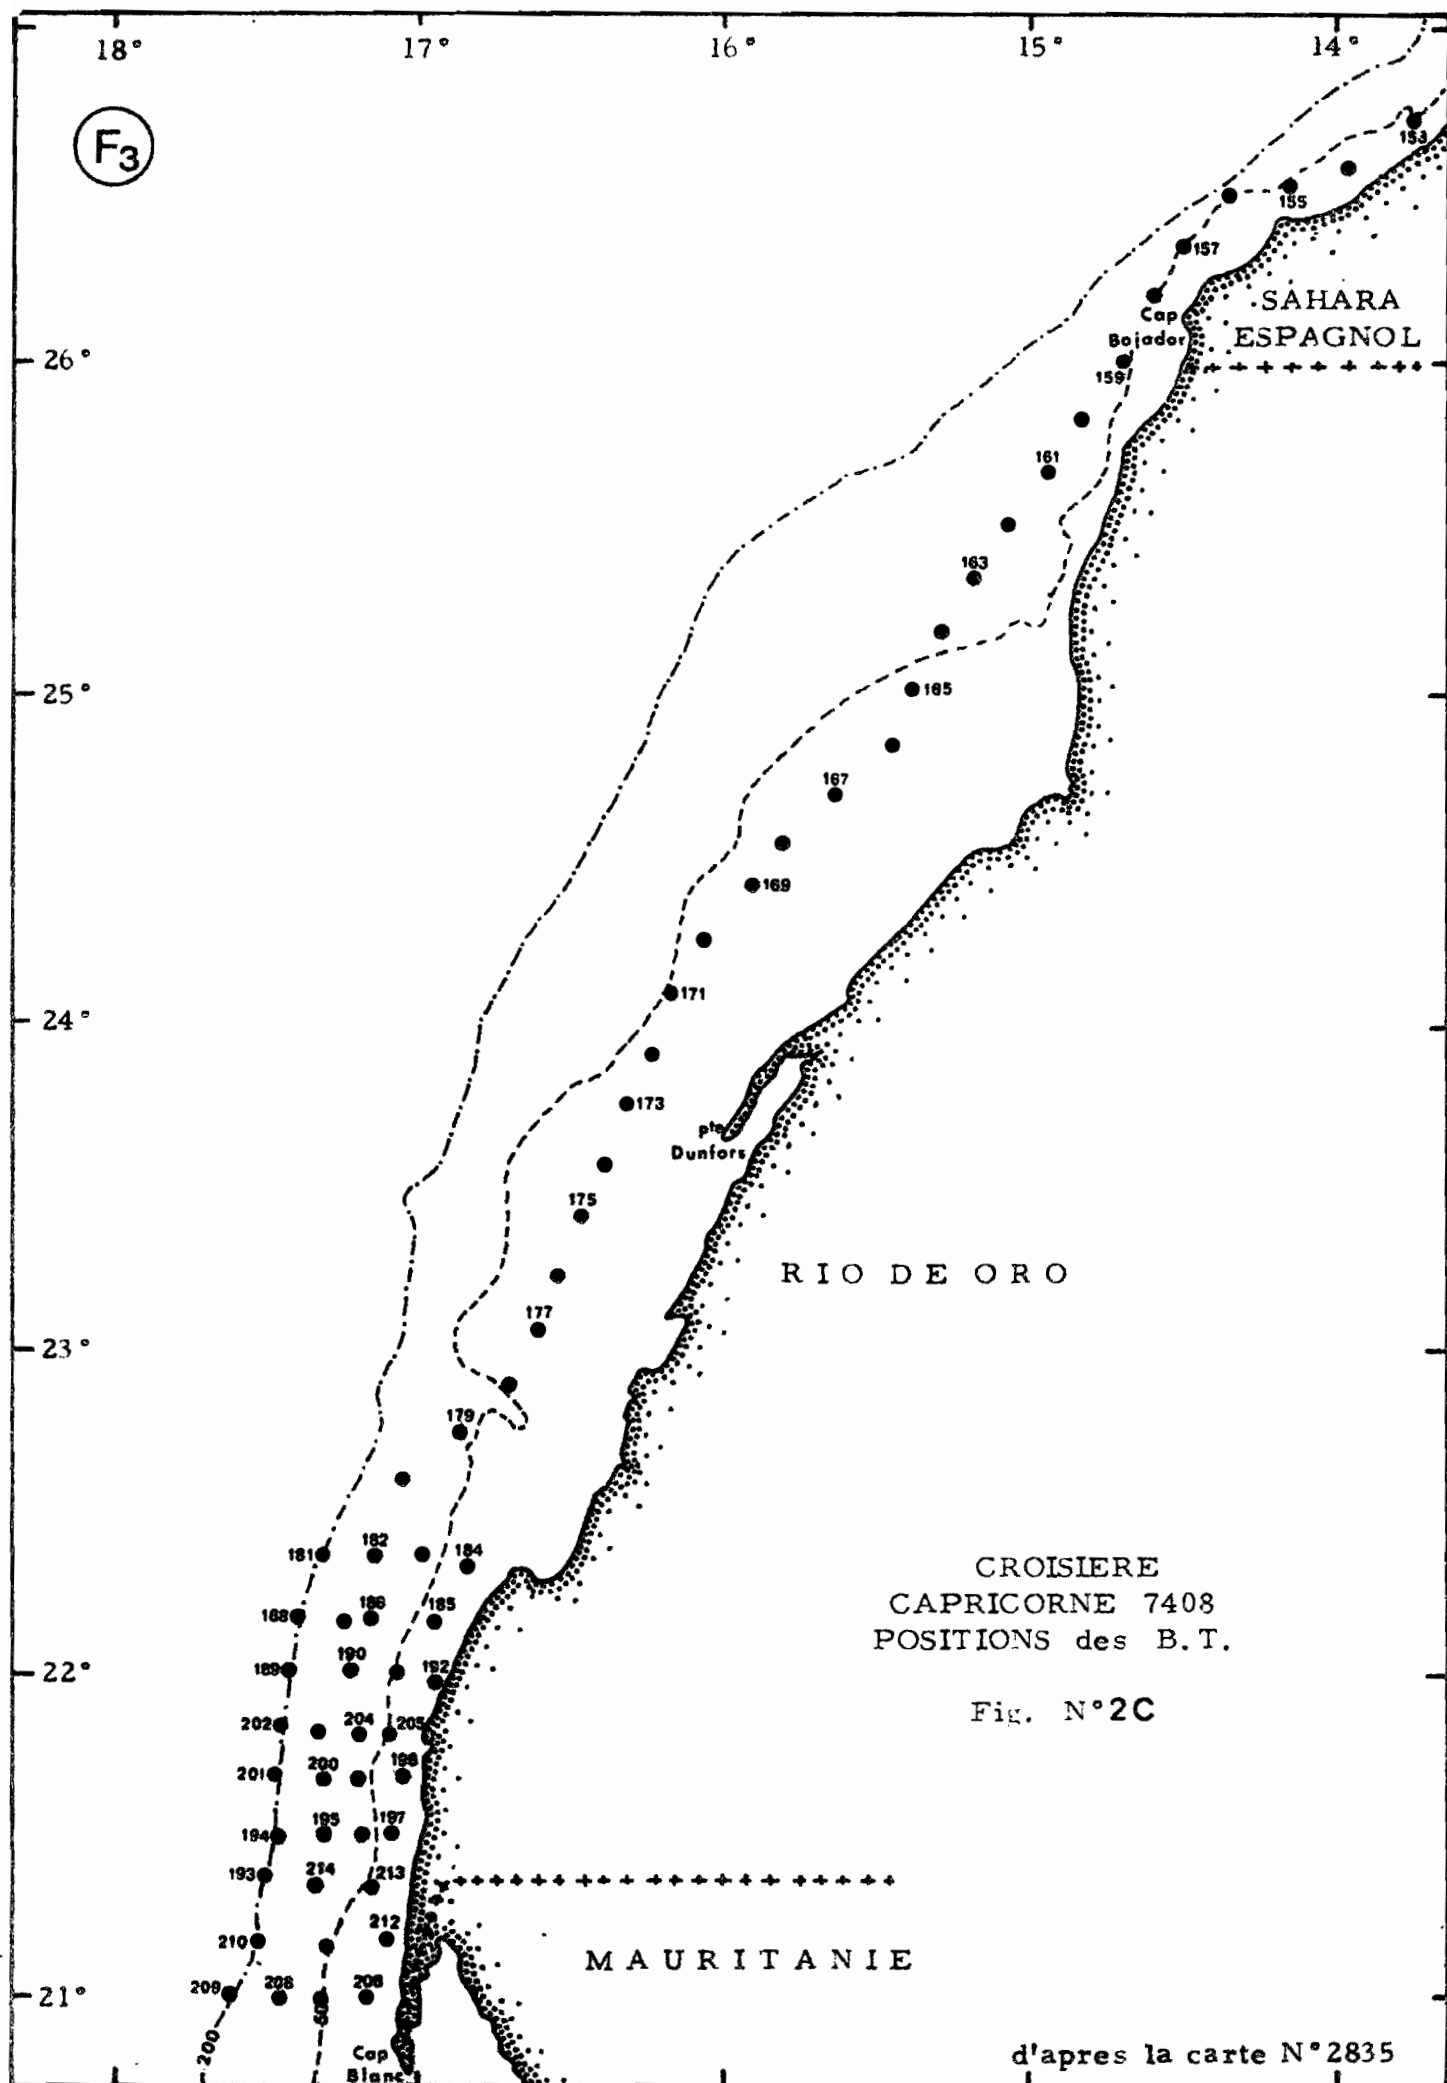 18° 17° 16° 15° 14°
F3
153
155
157
SAHARA
ESPAGNOL
Cap
Bojador
26°
159
161
163
25°
165
167
169
24°
171
173
pte
Dunfors
175
RIO DE ORO
177
23°
179
181 182 184
CROISIERE
CAPRICORNE 7408
POSITIONS des B.T.
Fig. N°2C
188 186 185
22°
189 190 192
202 204 205
201 200 198
194 195 197
193 214 213
210 212
MAURITANIE
21°
209 208 206
50
200
Cap
Blanc
d'apres la carte N°2835